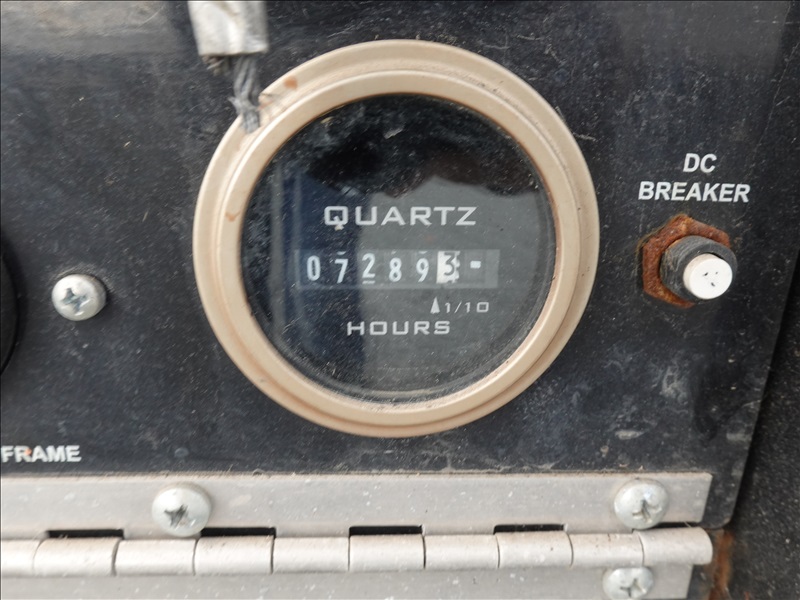 QUARTZ
072893
1/10
HOURS
DC
BREAKER
FRAME